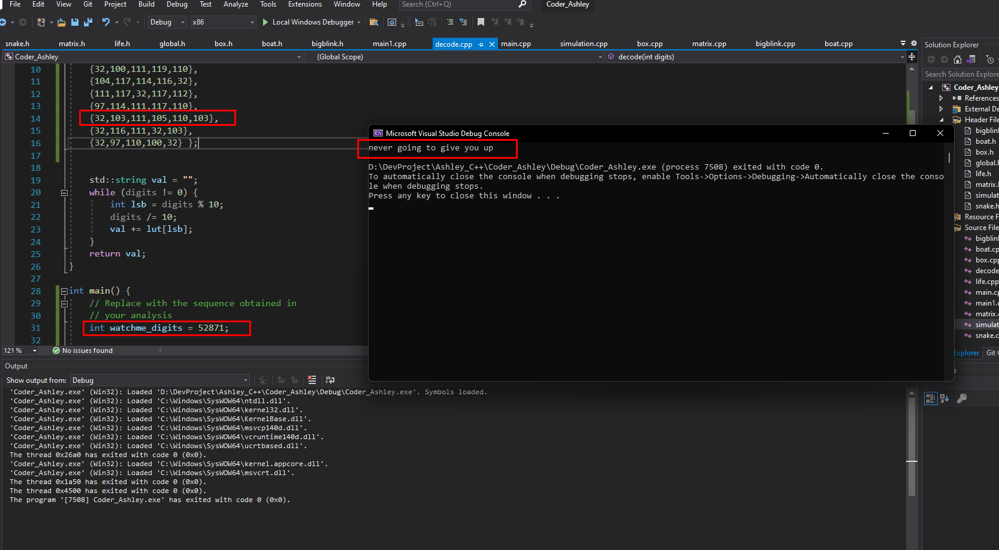 File Edit View Git Project Build Debug Test Analyze Tools Extensions Window Help Search (Ctrl+Q) Coder_Ashley
Debug x86 Local Windows Debugger
snake.h matrix.h life.h global.h box.h boat.h bigblink.h main1.cpp decode.cpp main.cpp simulation.cpp box.cpp matrix.cpp bigblink.cpp boat.cpp
Coder_Ashley (Global Scope) decode(int digits)
10 {32,100,111,119,110},
11 {104,117,114,116,32},
12 {111,117,32,117,112},
13 {97,114,111,117,110},
14 {32,103,111,105,110,103},
15 {32,116,111,32,103},
16 {32,97,110,100,32} };
17
18
19 std::string val = "";
20 while (digits != 0) {
21 int lsb = digits % 10;
22 digits /= 10;
23 val += lut[lsb];
24 }
25 return val;
26 }
27
28 int main() {
29 // Replace with the sequence obtained in
30 // your analysis
31 int watchme_digits = 52871;
32
121 % No issues found
Microsoft Visual Studio Debug Console
never going to give you up
D:\DevProject\Ashley_C++\Coder_Ashley\Debug\Coder_Ashley.exe (process 7508) exited with code 0.
To automatically close the console when debugging stops, enable Tools->Options->Debugging->Automatically close the conso
le when debugging stops.
Press any key to close this window . . .
Output
Show output from: Debug
'Coder_Ashley.exe' (Win32): Loaded 'D:\DevProject\Ashley_C++\Coder_Ashley\Debug\Coder_Ashley.exe'. Symbols loaded.
'Coder_Ashley.exe' (Win32): Loaded 'C:\Windows\SysWOW64\ntdll.dll'.
'Coder_Ashley.exe' (Win32): Loaded 'C:\Windows\SysWOW64\kernel32.dll'.
'Coder_Ashley.exe' (Win32): Loaded 'C:\Windows\SysWOW64\KernelBase.dll'.
'Coder_Ashley.exe' (Win32): Loaded 'C:\Windows\SysWOW64\msvcp140d.dll'.
'Coder_Ashley.exe' (Win32): Loaded 'C:\Windows\SysWOW64\vcruntime140d.dll'.
'Coder_Ashley.exe' (Win32): Loaded 'C:\Windows\SysWOW64\ucrtbased.dll'.
The thread 0x26a0 has exited with code 0 (0x0).
'Coder_Ashley.exe' (Win32): Loaded 'C:\Windows\SysWOW64\kernel.appcore.dll'.
'Coder_Ashley.exe' (Win32): Loaded 'C:\Windows\SysWOW64\msvcrt.dll'.
The thread 0x1a50 has exited with code 0 (0x0).
The thread 0x4500 has exited with code 0 (0x0).
The program '[7508] Coder_Ashley.exe' has exited with code 0 (0x0).
Solution Explorer
Search Solution Explore
Coder_Ashley
References
External De
Header File
bigblin
boat.h
box.h
global.h
life.h
matrix.h
simulat
snake.h
Resource F
Source File
bigblin
boat.cp
box.cpp
decode
life.cpp
main.cp
main1.c
matrix.c
simulat
snake.c
Explorer Git C